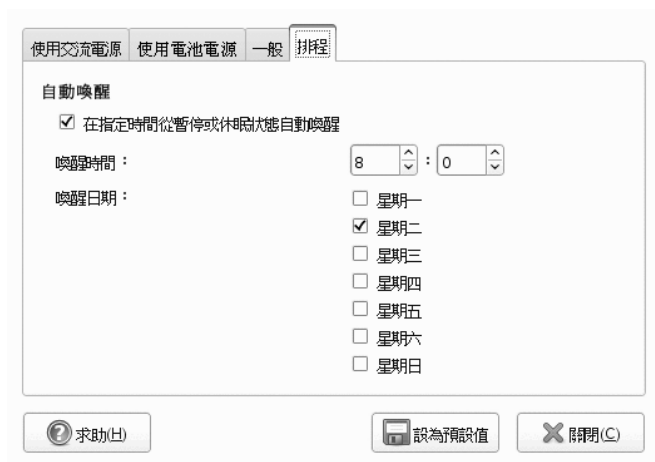 使用交流電源 使用電池電源 一般 排程
自動喚醒
在指定時間從暫停或休眠狀態自動喚醒
喚醒時間： 8 : 0
喚醒日期： 星期一
星期二
星期三
星期四
星期五
星期六
星期日
求助(H) 設為預設值 關閉(C)